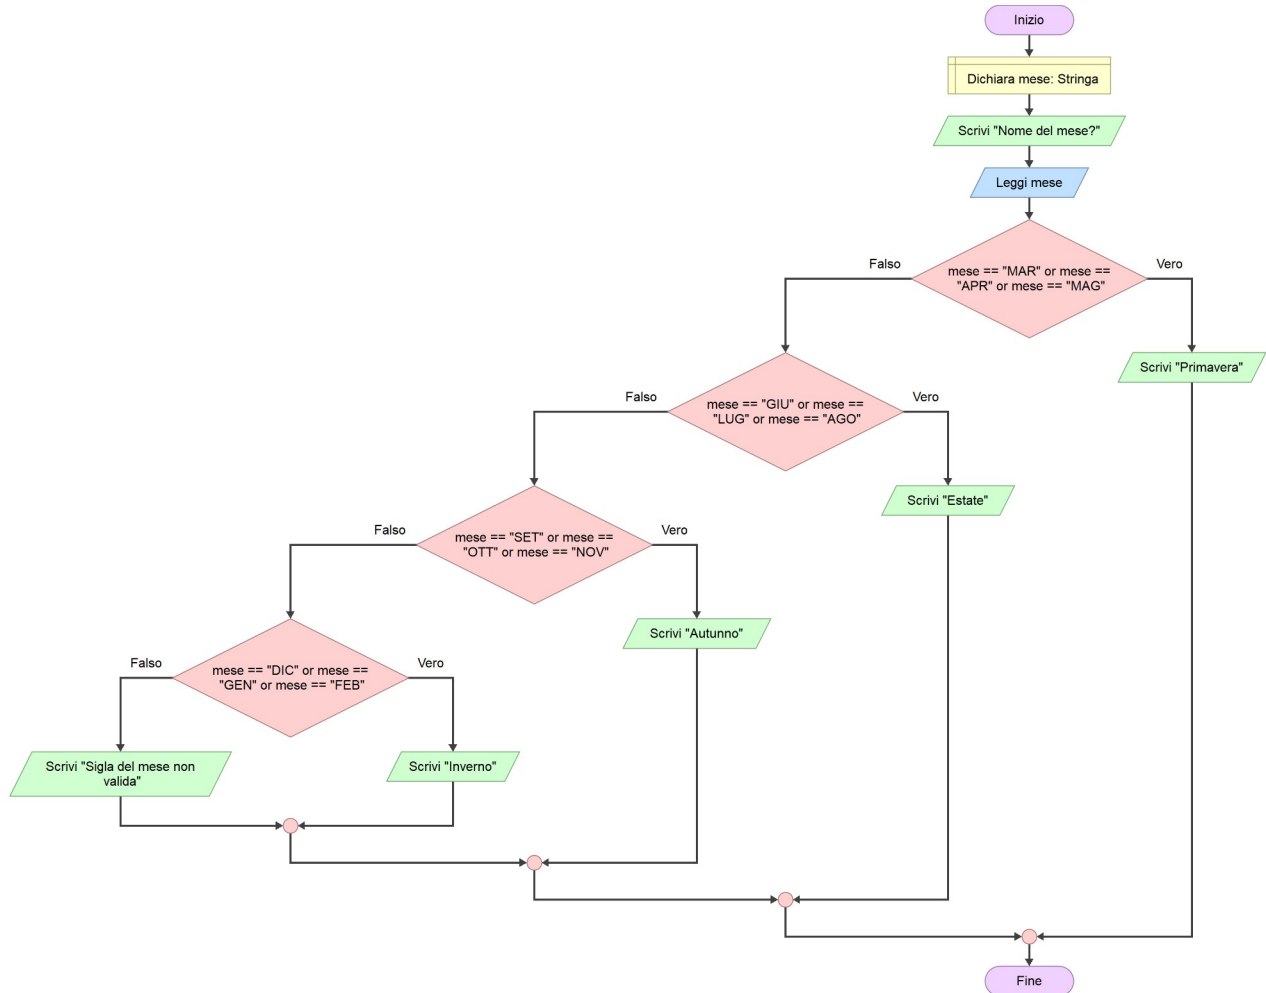 Inizio
Dichiara mese: Stringa
Scrivi "Nome del mese?"
Leggi mese
Falso
mese == "MAR" or mese ==
"APR" or mese == "MAG"
Vero
Scrivi "Primavera"
Falso
mese == "GIU" or mese ==
"LUG" or mese == "AGO"
Vero
Scrivi "Estate"
Falso
mese == "SET" or mese ==
"OTT" or mese == "NOV"
Vero
Scrivi "Autunno"
Falso
mese == "DIC" or mese ==
"GEN" or mese == "FEB"
Vero
Scrivi "Sigla del mese non
valida"
Scrivi "Inverno"
Fine